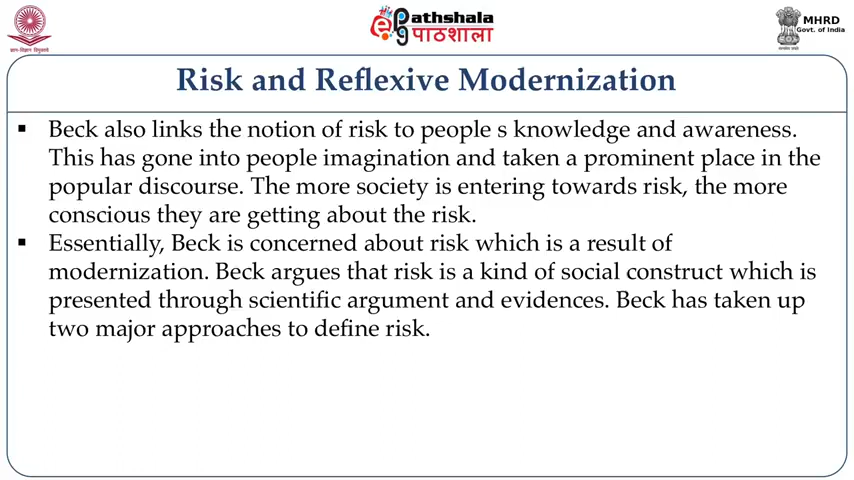 ज्ञान-विज्ञान विमुक्तये
ePathshala
पाठशाला
MHRD
Govt. of India
Risk and Reflexive Modernization
▪ Beck also links the notion of risk to people s knowledge and awareness.
This has gone into people imagination and taken a prominent place in the
popular discourse. The more society is entering towards risk, the more
conscious they are getting about the risk.
▪ Essentially, Beck is concerned about risk which is a result of
modernization. Beck argues that risk is a kind of social construct which is
presented through scientific argument and evidences. Beck has taken up
two major approaches to define risk.